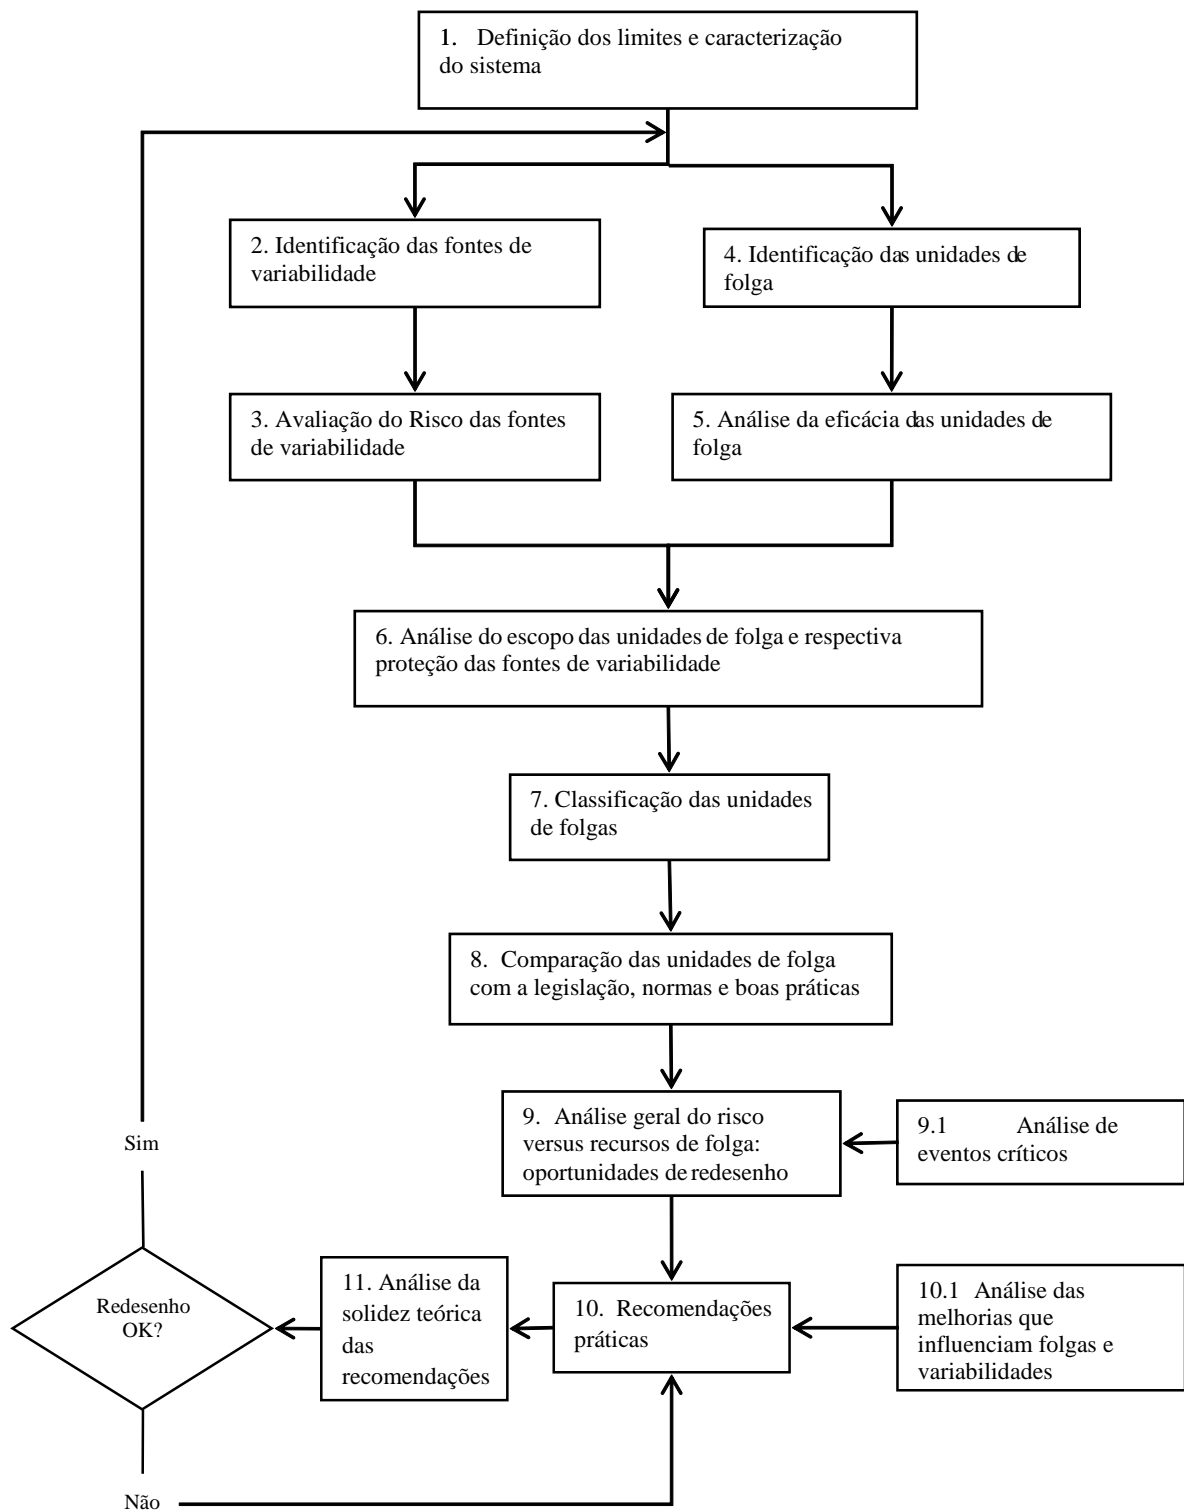 1. Definição dos limites e caracterização
do sistema
2. Identificação das fontes de
variabilidade
4. Identificação das unidades de
folga
3. Avaliação do Risco das fontes
de variabilidade
5. Análise da eficácia das unidades de
folga
6. Análise do escopo das unidades de folga e respectiva
proteção das fontes de variabilidade
7. Classificação das unidades
de folgas
8. Comparação das unidades de folga
com a legislação, normas e boas práticas
9. Análise geral do risco
versus recursos de folga:
oportunidades de redesenho
9.1 Análise de
eventos críticos
Sim
Redesenho
OK?
11. Análise da
solidez teórica
das
recomendações
10. Recomendações
práticas
10.1 Análise das
melhorias que
influenciam folgas e
variabilidades
Não